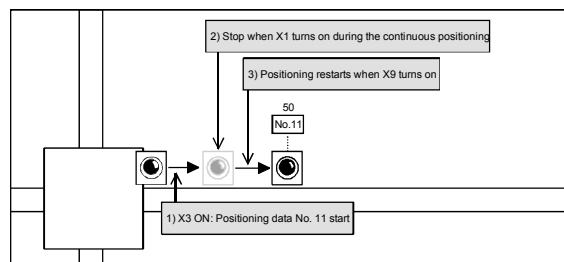 2) Stop when X1 turns on during the continuous positioning
3) Positioning restarts when X9 turns on
50
No.11
1) X3 ON: Positioning data No. 11 start